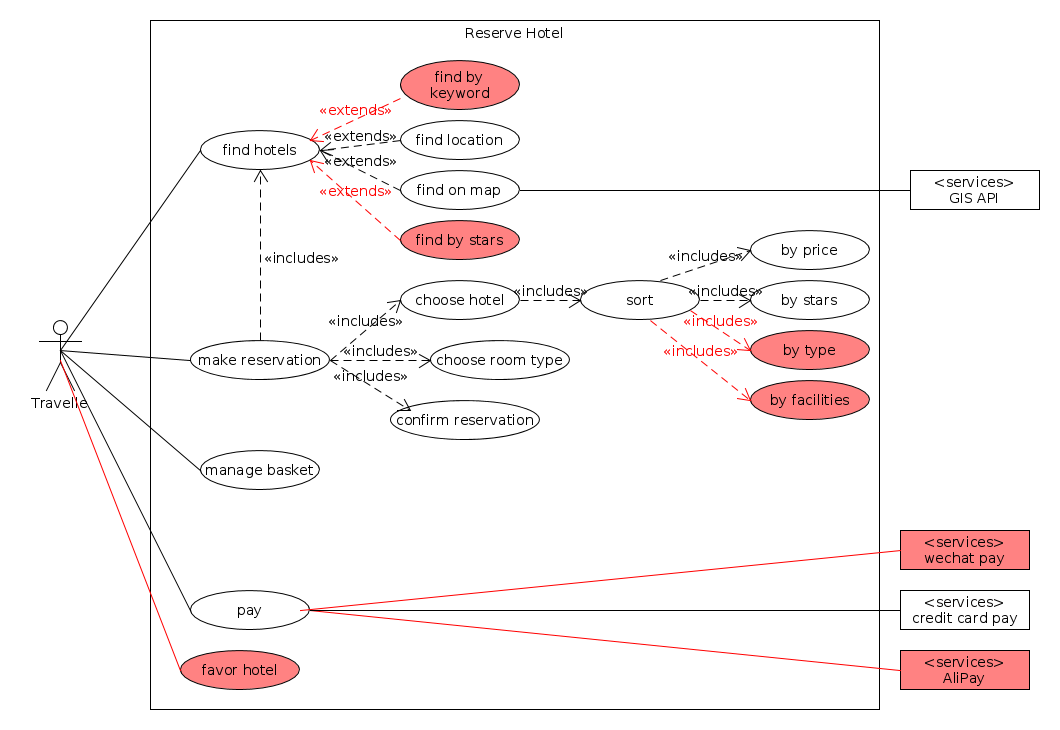 Reserve Hotel
find by
keyword
«extends»
«extends»
find location
find hotels
«extends»
find on map
<services>
GIS API
«extends»
find by stars
«includes»
«includes»
by price
«includes»
choose hotel
«includes»
sort
by stars
«includes»
«includes»
make reservation
«includes»
choose room type
«includes»
by type
«includes»
by facilities
Travelle
confirm reservation
manage basket
<services>
wechat pay
pay
<services>
credit card pay
favor hotel
<services>
AliPay